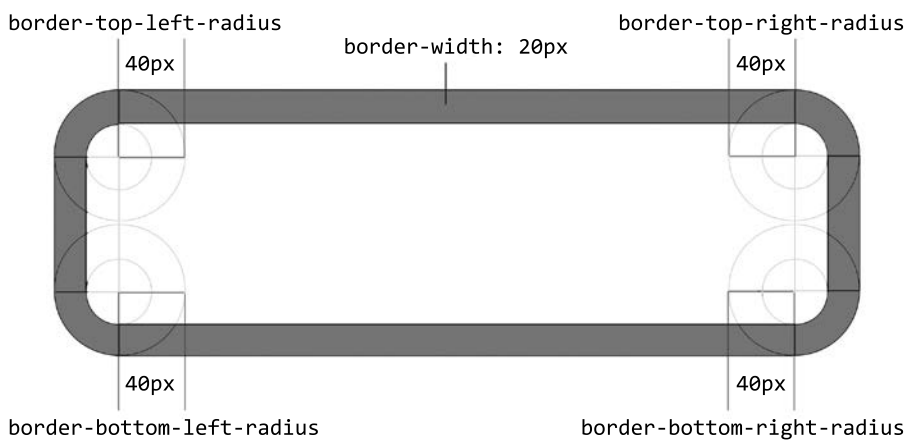 border-top-left-radius
border-top-right-radius
border-width: 20px
40px
40px
40px
40px
border-bottom-left-radius
border-bottom-right-radius